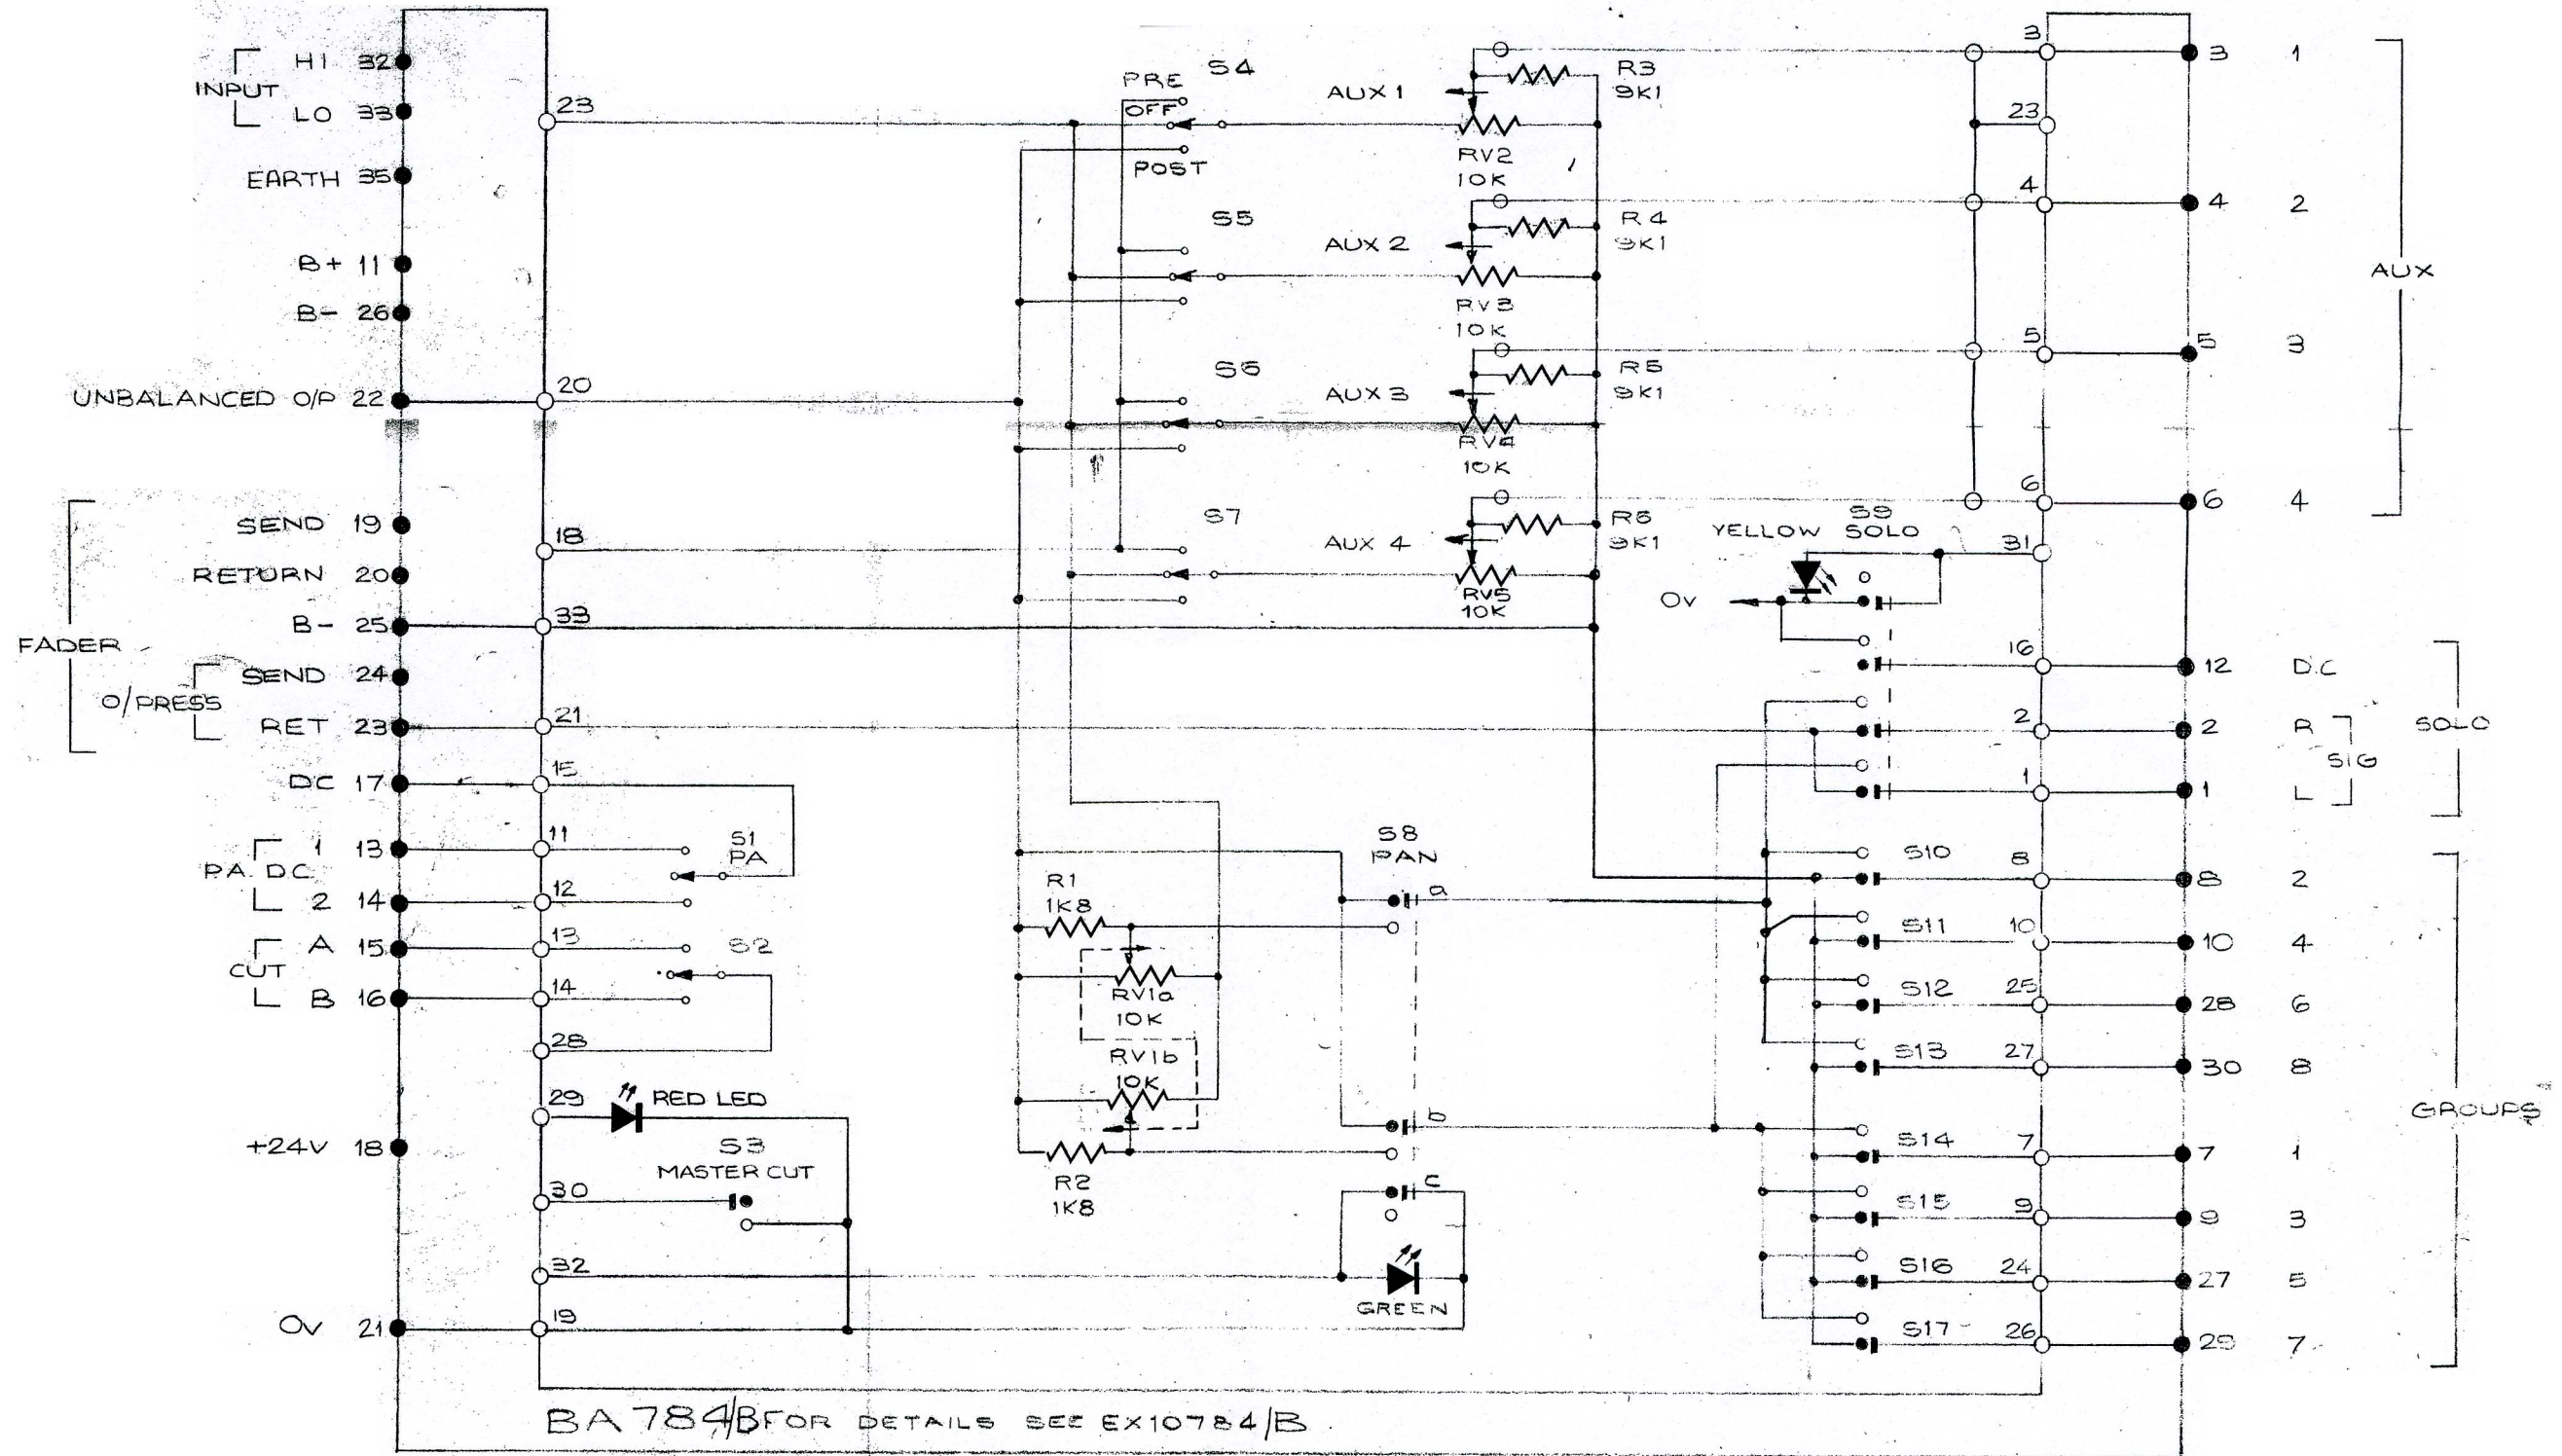 INPUT
HI 32
LO 33
EARTH 35
B+ 11
B- 26
UNBALANCED O/P 22
FADER
SEND 19
RETURN 20
B- 25
O/PRESS
SEND 24
RET 23
DC 17
PA DC
1 13
2 14
CUT
A 15
B 16
+24V 18
0V 21
23
20
18
33
21
15
11
12
13
14
28
29
30
32
19
S1
PA
S2
RED LED
S3
MASTER CUT
PRE
OFF
POST
S4
S5
S6
S7
AUX 1
AUX 2
AUX 3
AUX 4
RV2
10K
RV3
10K
RV4
10K
RV5
10K
R3
9K1
R4
9K1
R5
9K1
R6
9K1
R1
1K8
RV1a
10K
RV1b
10K
R2
1K8
S8
PAN
a
b
c
GREEN
YELLOW
S9
SOLO
0V
S10
S11
S12
S13
S14
S15
S16
S17
3
23
4
5
6
31
16
2
1
8
10
25
27
7
9
24
26
3 1
4 2
5 3
6 4
AUX
12 D.C
2 R
SIG
1 L
SOLO
8 2
10 4
28 6
30 8
GROUPS
7 1
9 3
27 5
29 7
BA 784/B FOR DETAILS SEE EX10784/B